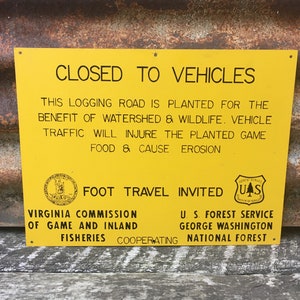 CLOSED TO VEHICLES
THIS LOGGING ROAD IS PLANTED FOR THE
BENEFIT OF WATERSHED & WILDLIFE. VEHICLE
TRAFFIC WILL INJURE THE PLANTED GAME
FOOD & CAUSE EROSION
FOOT TRAVEL INVITED
U S
VIRGINIA COMMISSION
OF GAME AND INLAND
FISHERIES
COOPERATING
U S FOREST SERVICE
GEORGE WASHINGTON
NATIONAL FOREST